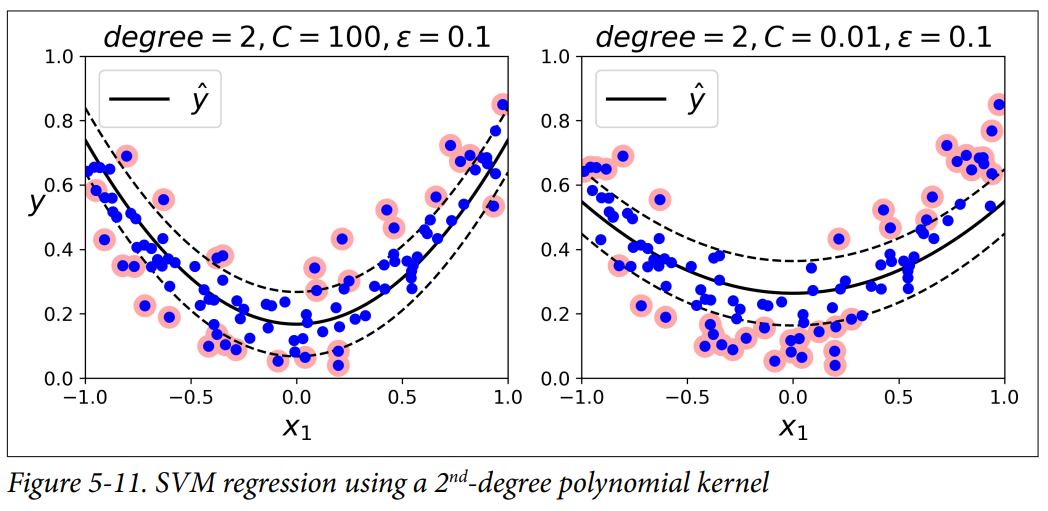 degree = 2, C = 100, ε = 0.1
1.0
0.8
0.6
0.4
0.2
0.0
y
ŷ
−1.0 −0.5 0.0 0.5 1.0
x₁
degree = 2, C = 0.01, ε = 0.1
1.0
0.8
0.6
0.4
0.2
0.0
ŷ
−1.0 −0.5 0.0 0.5 1.0
x₁
Figure 5-11. SVM regression using a 2ⁿᵈ-degree polynomial kernel